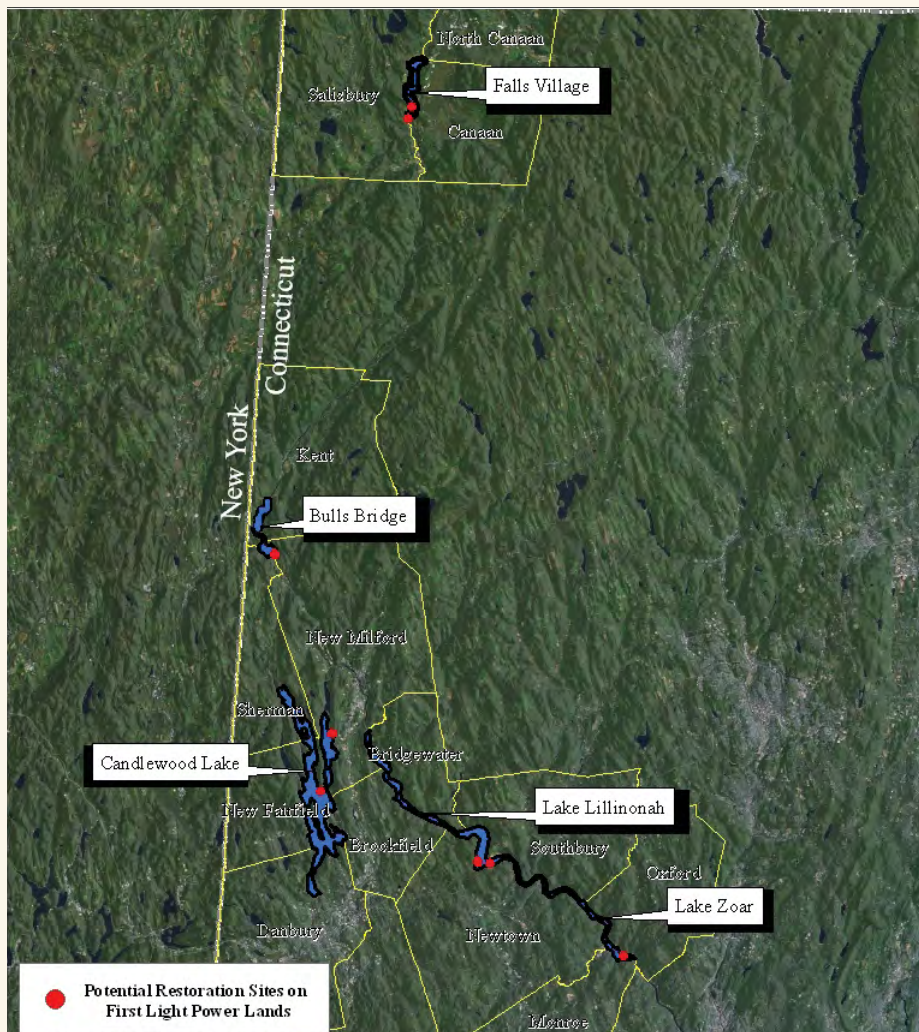 North Canaan
Falls Village
Salisbury
Canaan
Connecticut
New York
Kent
Bulls Bridge
New Milford
Sherman
Bridgewater
Candlewood Lake
New Fairfield
Lake Lillinonah
Brookfield
Southbury
Oxford
Lake Zoar
Danbury
Newtown
Potential Restoration Sites on
First Light Power Lands
Monroe